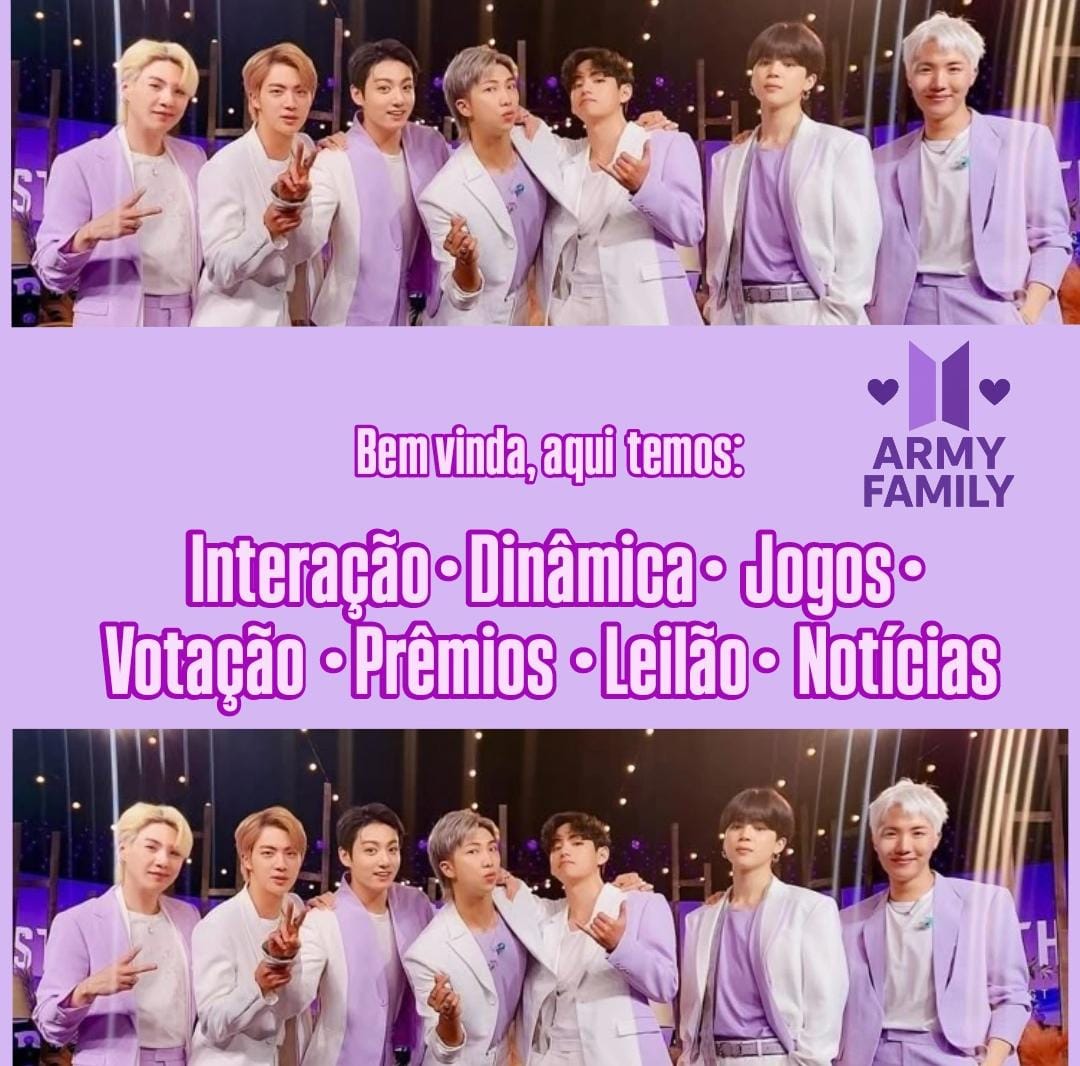 Bem vinda, aqui temos:
ARMY
FAMILY
Interação • Dinâmica • Jogos •
Votação • Prêmios • Leilão • Notícias